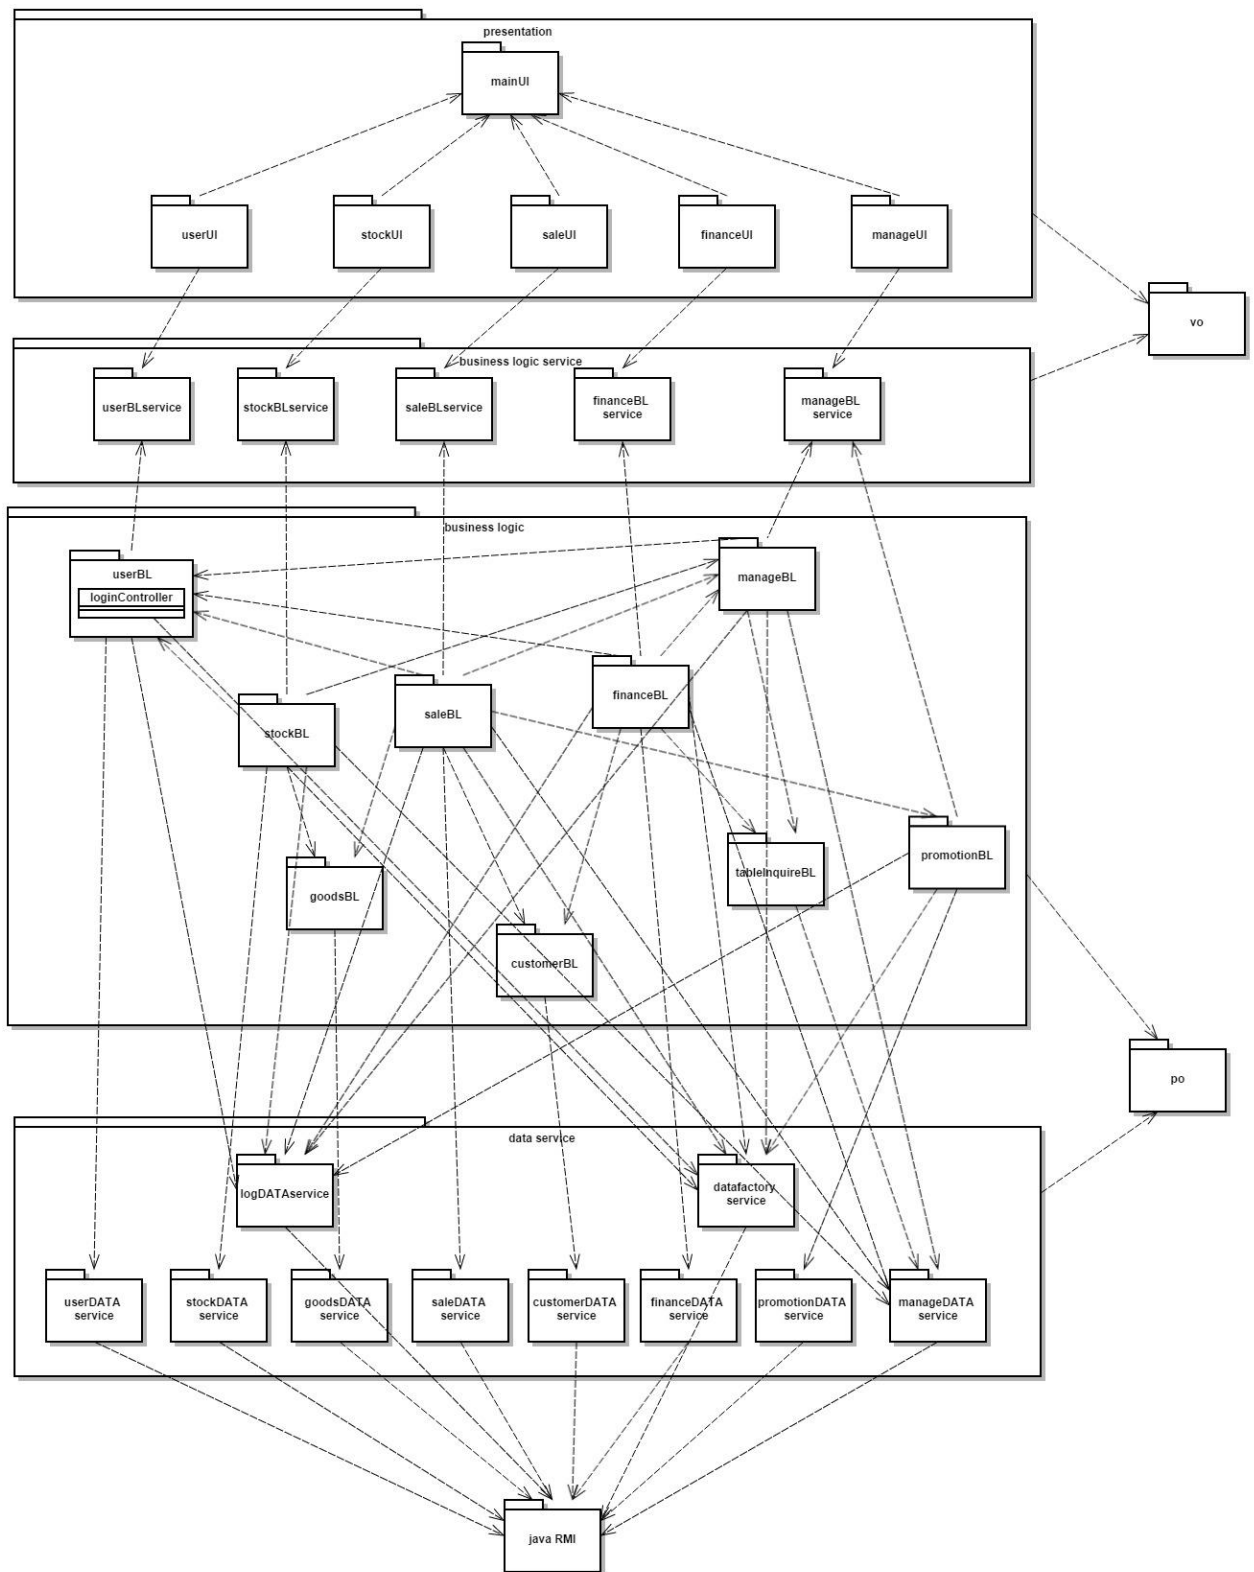 presentation
mainUI
userUI
stockUI
saleUI
financeUI
manageUI
vo
business logic service
userBLservice
stockBLservice
saleBLservice
financeBL
service
manageBL
service
business logic
userBL
loginController
manageBL
financeBL
saleBL
stockBL
promotionBL
tableInquireBL
goodsBL
customerBL
po
data service
logDATAservice
datafactory
service
userDATA
service
stockDATA
service
goodsDATA
service
saleDATA
service
customerDATA
service
financeDATA
service
promotionDATA
service
manageDATA
service
java RMI